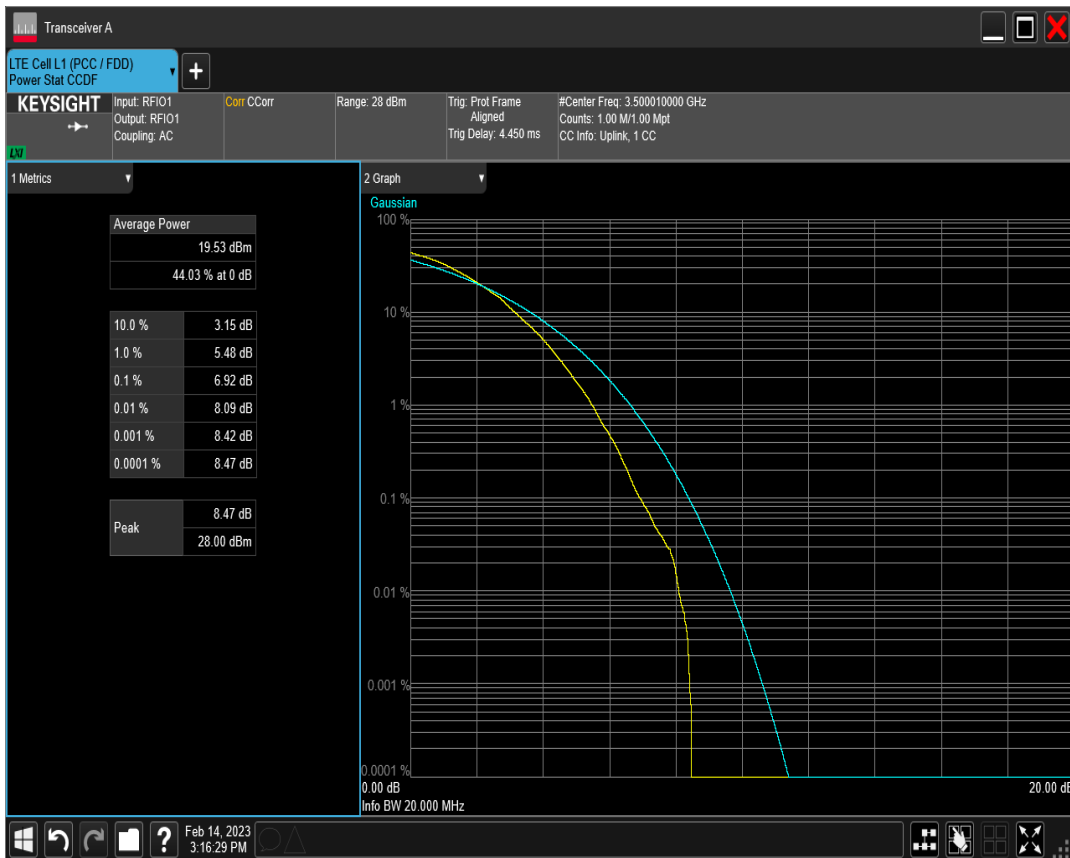 Transceiver A
LTE Cell L1 (PCC / FDD)
Power Stat CCDF
KEYSIGHT
LXI
Input: RFIO1
Output: RFIO1
Coupling: AC
Corr CCorr
Range: 28 dBm
Trig: Prot Frame
Aligned
Trig Delay: 4.450 ms
#Center Freq: 3.500010000 GHz
Counts: 1.00 M/1.00 Mpt
CC Info: Uplink, 1 CC
1 Metrics
Average Power
19.53 dBm
44.03 % at 0 dB
10.0 % 3.15 dB
1.0 % 5.48 dB
0.1 % 6.92 dB
0.01 % 8.09 dB
0.001 % 8.42 dB
0.0001 % 8.47 dB
Peak
8.47 dB
28.00 dBm
2 Graph
Gaussian
100 %
10 %
1 %
0.1 %
0.01 %
0.001 %
0.0001 %
0.00 dB 20.00 dB
Info BW 20.000 MHz
Feb 14, 2023
3:16:29 PM